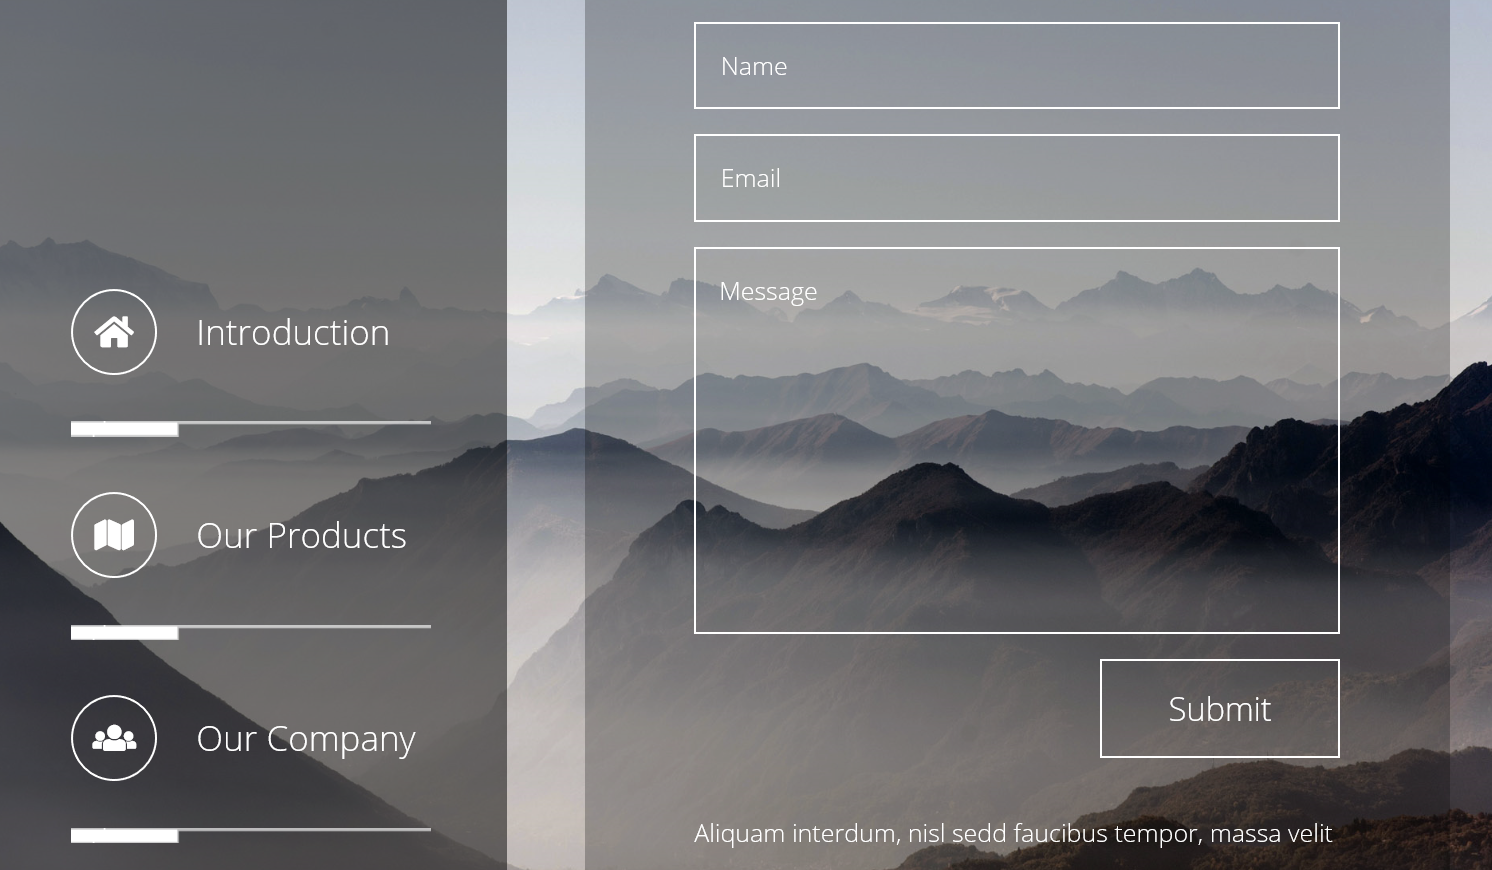 Introduction
Our Products
Our Company
Name
Email
Message
Submit
Aliquam interdum, nisl sedd faucibus tempor, massa velit